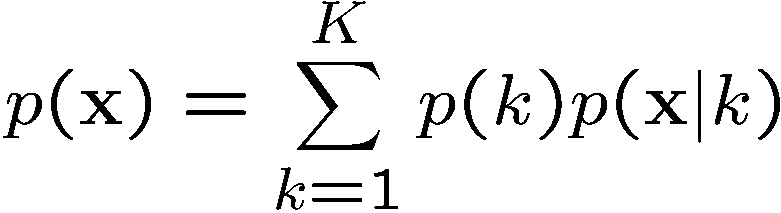 p(𝐱) = ∑_{k=1}^{K} p(k)p(𝐱|k)